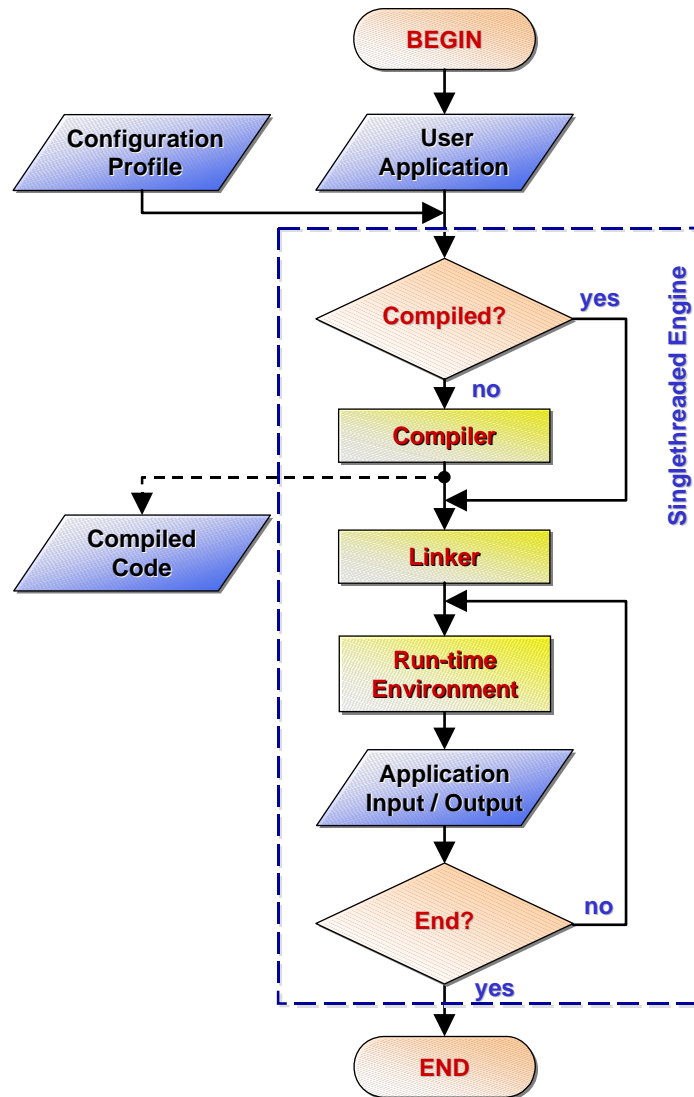 BEGIN
Configuration
Profile
User
Application
Compiled?
yes
no
Singlethreaded Engine
Compiler
Compiled
Code
Linker
Run-time
Environment
Application
Input / Output
End?
no
yes
END